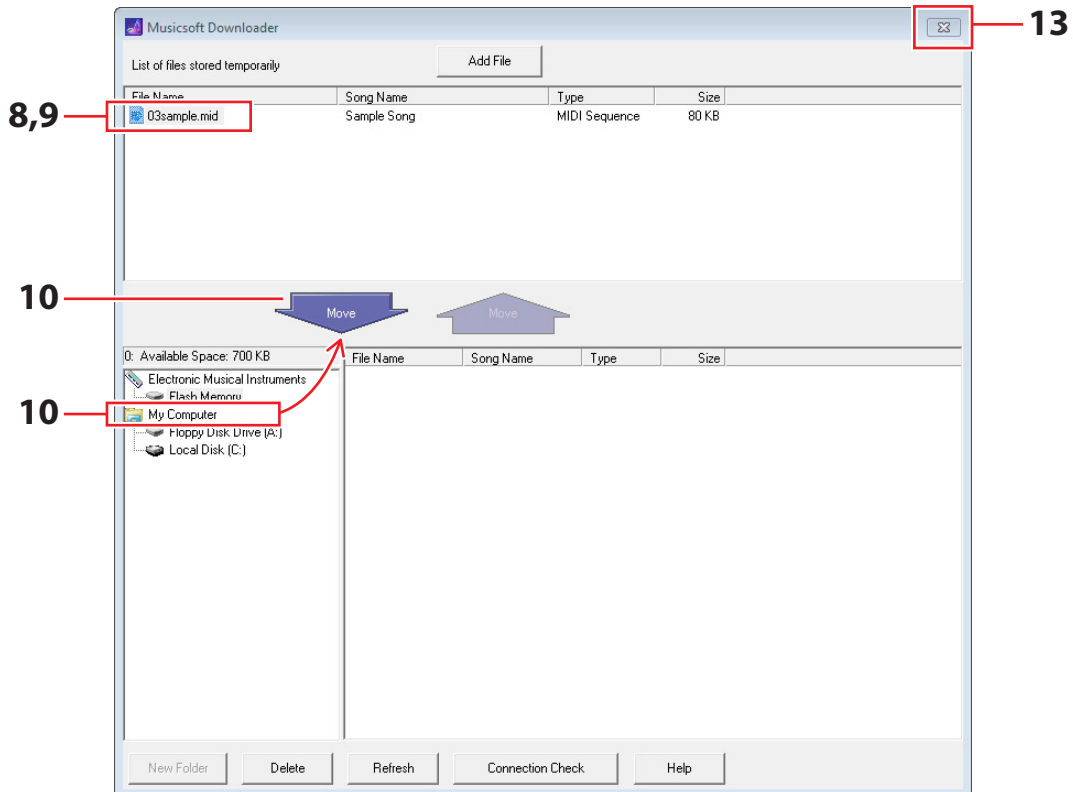 Musicsoft Downloader
13
List of files stored temporarily
Add File
File Name Song Name Type Size
8,9
03sample.mid Sample Song MIDI Sequence 80 KB
10
Move Move
0: Available Space: 700 KB
File Name Song Name Type Size
Electronic Musical Instruments
Flash Memory
10
My Computer
Floppy Disk Drive (A:)
Local Disk (C:)
New Folder Delete Refresh Connection Check Help